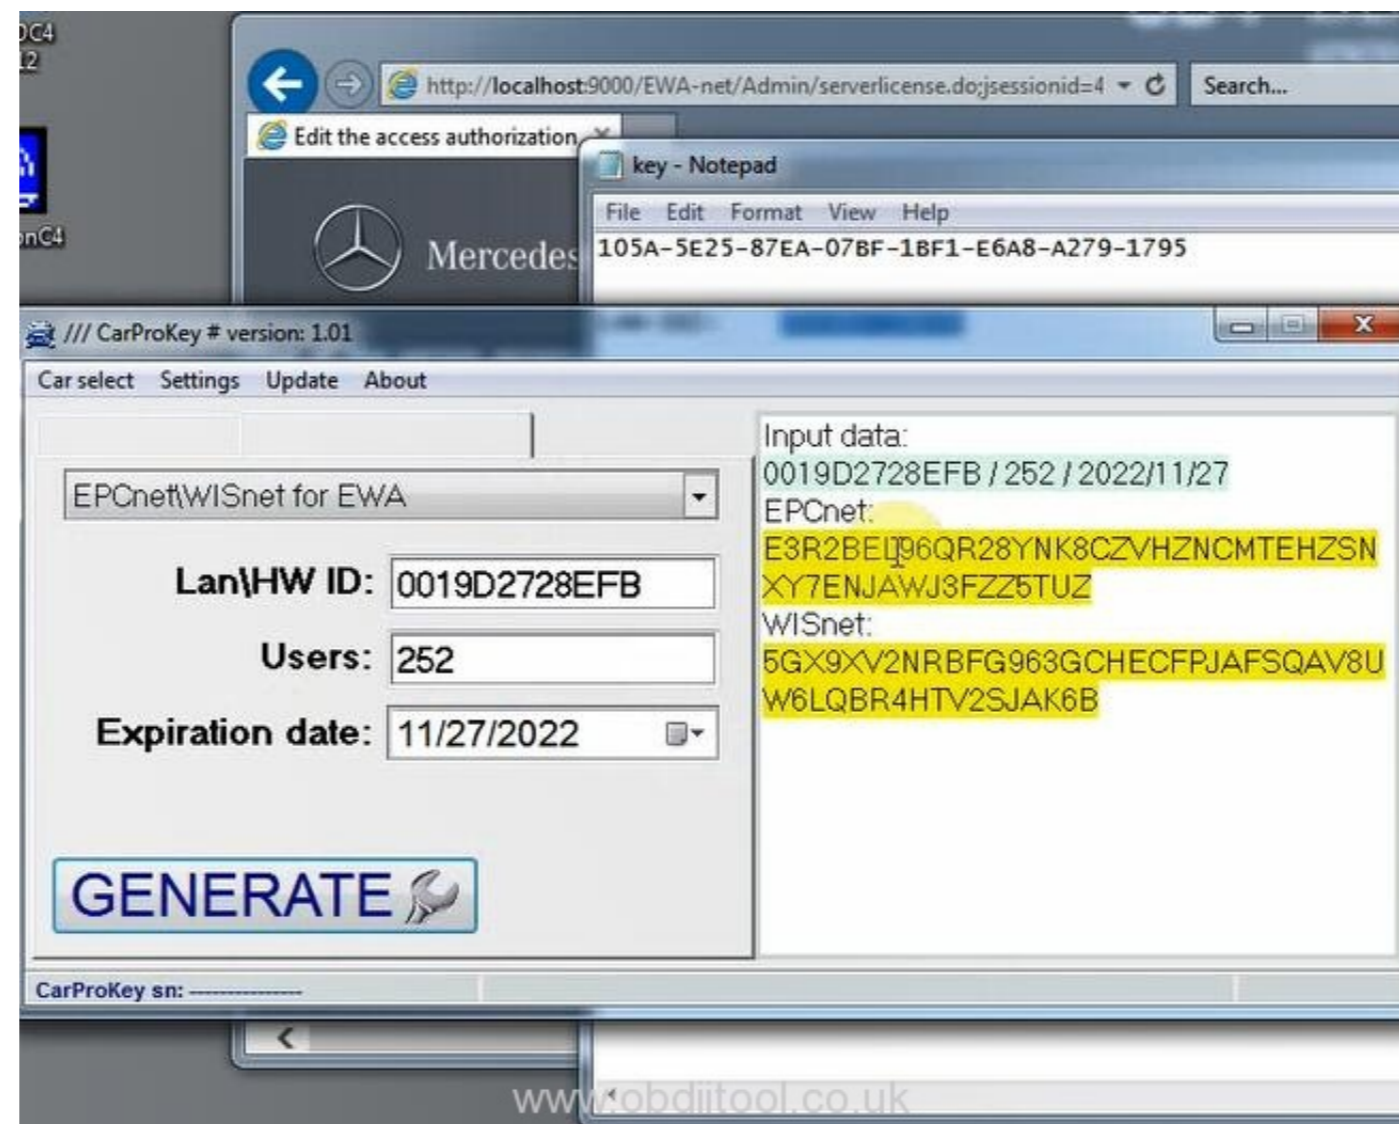 DC4
12
onC4
http://localhost:9000/EWA-net/Admin/serverlicense.do;jsessionid=4
Search...
Edit the access authorization
key - Notepad
File Edit Format View Help
105A-5E25-87EA-07BF-1BF1-E6A8-A279-1795
Mercedes
/// CarProKey # version: 1.01
Car select Settings Update About
EPCnet\WISnet for EWA
Lan\HW ID: 0019D2728EFB
Users: 252
Expiration date: 11/27/2022
GENERATE
Input data:
0019D2728EFB / 252 / 2022/11/27
EPCnet:
E3R2BEL96QR28YNK8CZVHZNCMTEHZSN
XY7ENJAWJ3FZZ5TUZ
WISnet:
5GX9XV2NRBFG963GCHECFPJAFSQAV8U
W6LQBR4HTV2SJAK6B
CarProKey sn: ----------------
www.obdiitool.co.uk